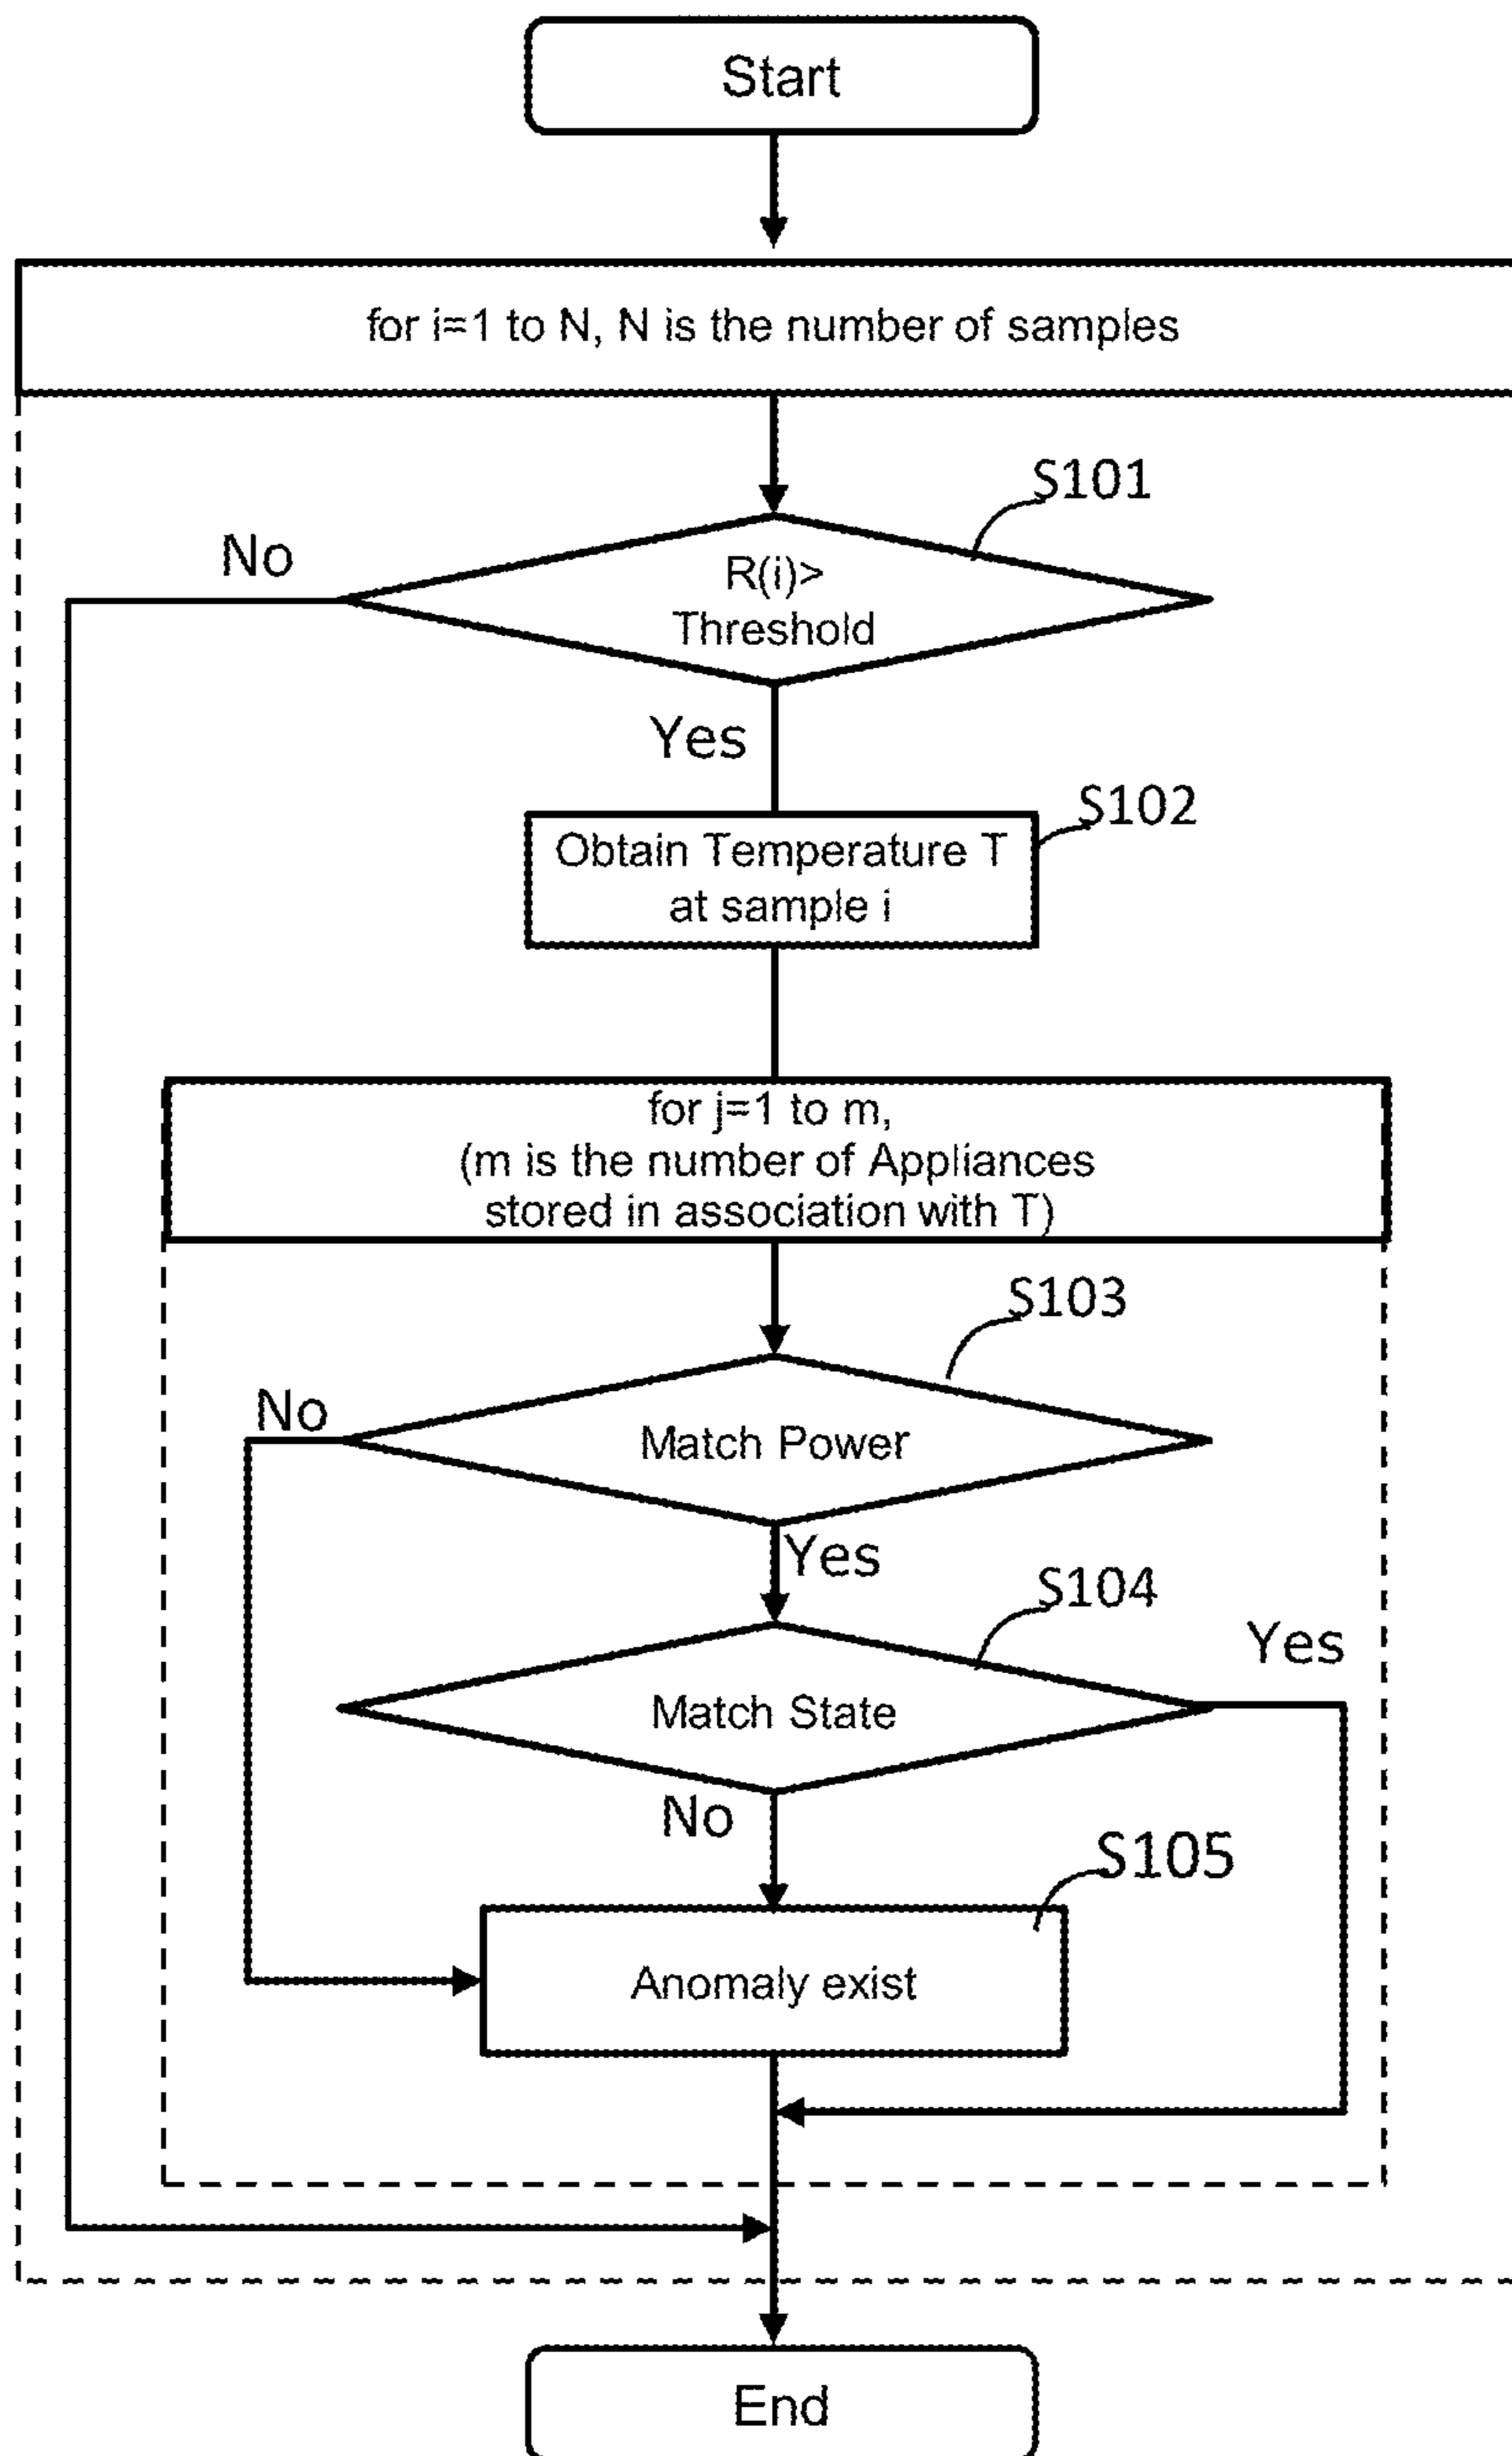 Start
for i=1 to N, N is the number of samples
S101
No
R(i)>
Threshold
Yes
S102
Obtain Temperature T
at sample i
for j=1 to m,
(m is the number of Appliances
stored in association with T)
S103
No
Match Power
Yes
S104
Yes
Match State
No
S105
Anomaly exist
End